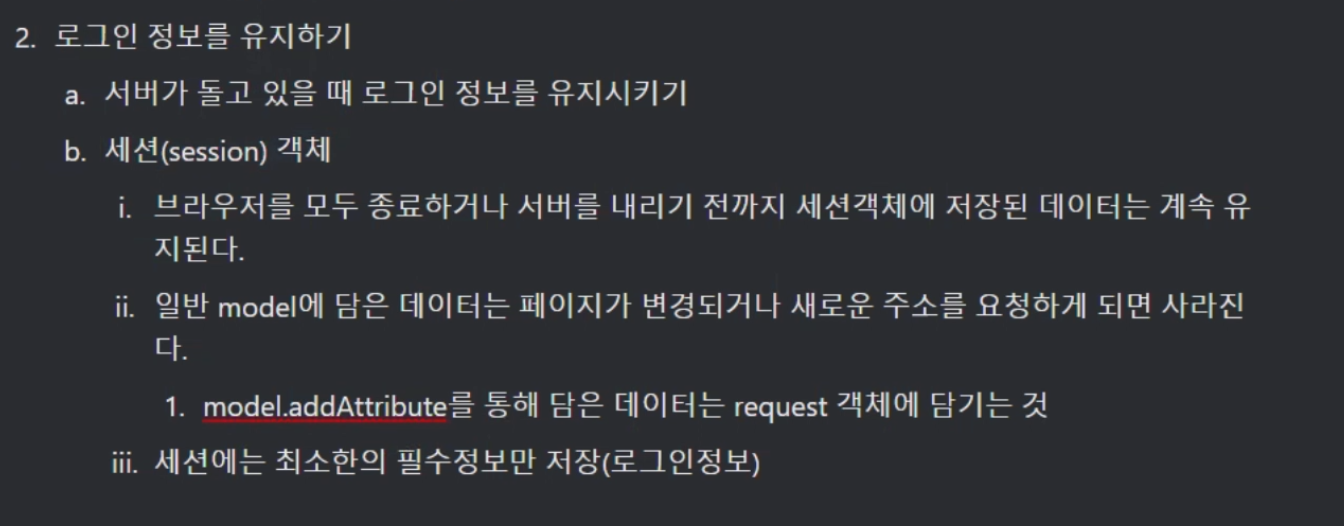 2. 로그인 정보를 유지하기
a. 서버가 돌고 있을 때 로그인 정보를 유지시키기
b. 세션(session) 객체
i. 브라우저를 모두 종료하거나 서버를 내리기 전까지 세션객체에 저장된 데이터는 계속 유
지된다.
ii. 일반 model에 담은 데이터는 페이지가 변경되거나 새로운 주소를 요청하게 되면 사라진
다.
1. model.addAttribute를 통해 담은 데이터는 request 객체에 담기는 것
iii. 세션에는 최소한의 필수정보만 저장(로그인정보)